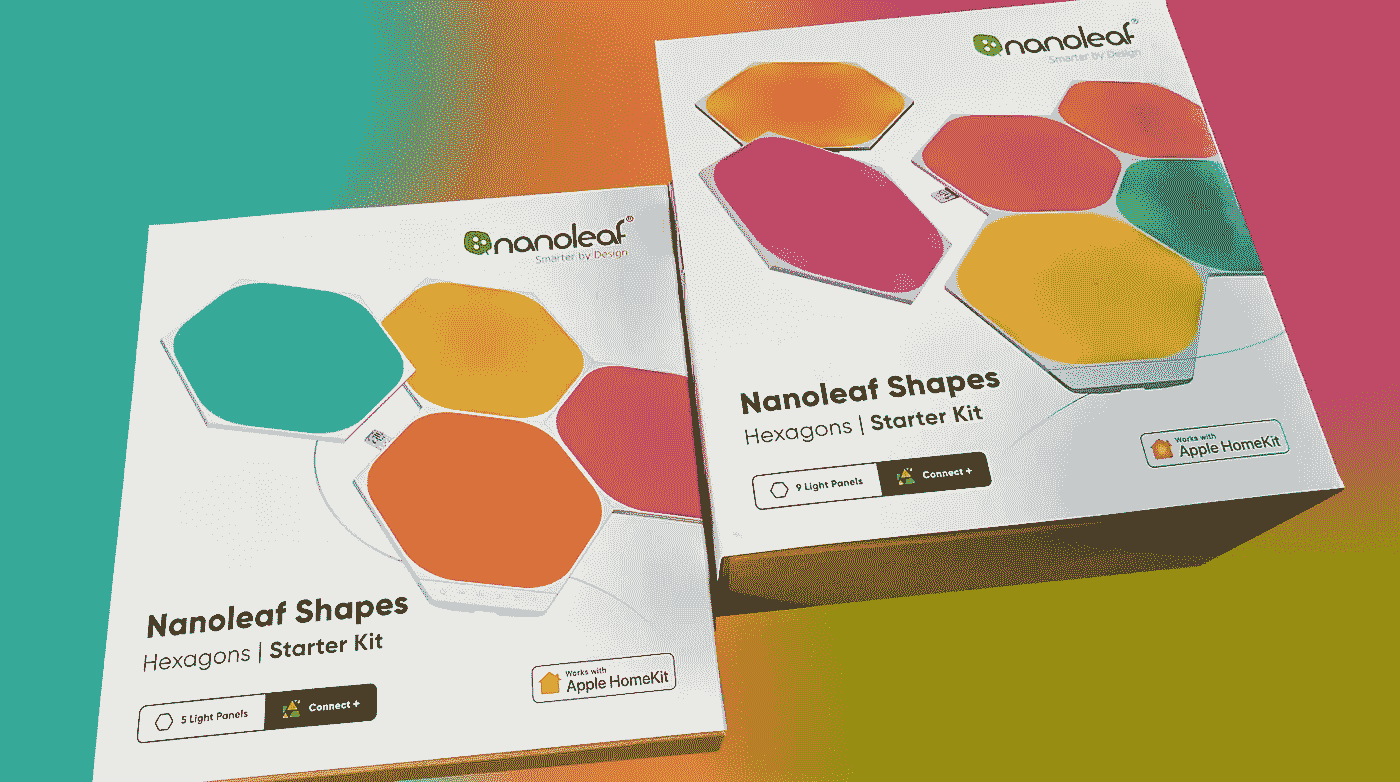 nanoleaf®
Smarter by Design
Nanoleaf Shapes
Hexagons | Starter Kit
5 Light Panels
Connect +
Works with
Apple HomeKit
nanoleaf®
Smarter by Design
Nanoleaf Shapes
Hexagons | Starter Kit
9 Light Panels
Connect +
Works with
Apple HomeKit